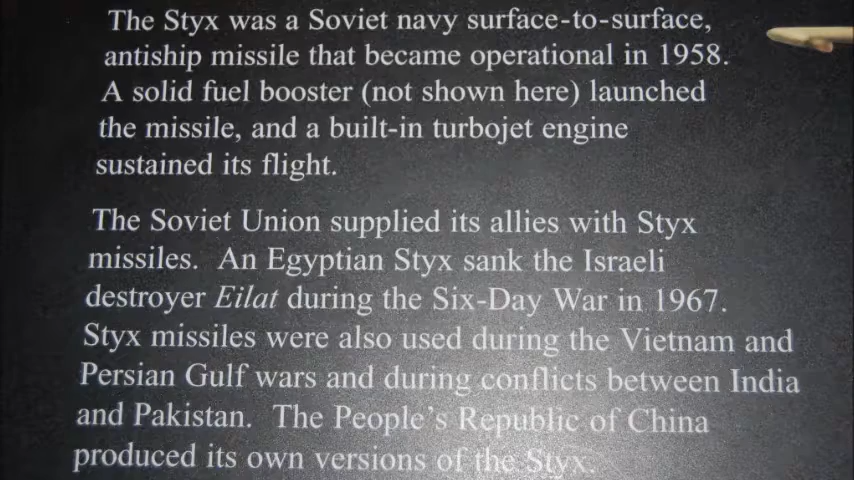 The Styx was a Soviet navy surface-to-surface,
antiship missile that became operational in 1958.
A solid fuel booster (not shown here) launched
the missile, and a built-in turbojet engine
sustained its flight.
The Soviet Union supplied its allies with Styx
missiles.  An Egyptian Styx sank the Israeli
destroyer Eilat during the Six-Day War in 1967.
Styx missiles were also used during the Vietnam and
Persian Gulf wars and during conflicts between India
and Pakistan.  The People's Republic of China
produced its own versions of the Styx.